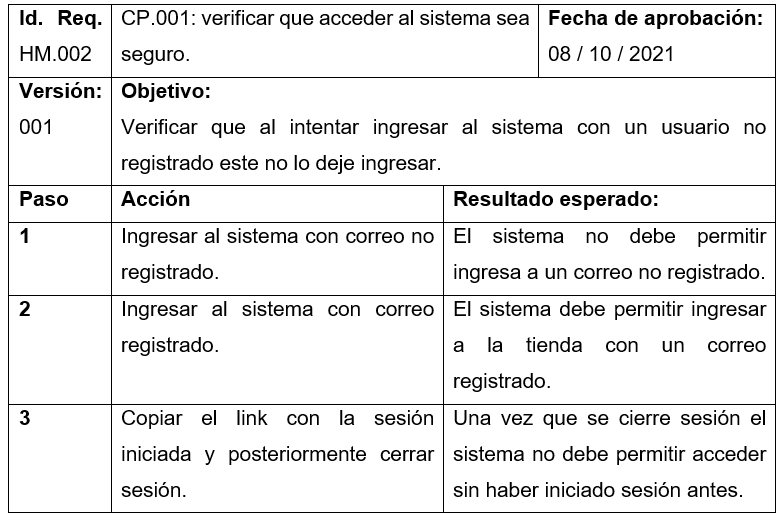 Id. Req. HM.002
CP.001: verificar que acceder al sistema sea
seguro.
Fecha de aprobación:
08 / 10 / 2021
Versión:
001
Objetivo:
Verificar que al intentar ingresar al sistema con un usuario no
registrado este no lo deje ingresar.
Paso
Acción
Resultado esperado:
1
Ingresar al sistema con correo no
registrado.
El sistema no debe permitir
ingresa a un correo no registrado.
2
Ingresar al sistema con correo
registrado.
El sistema debe permitir ingresar
a la tienda con un correo
registrado.
3
Copiar el link con la sesión
iniciada y posteriormente cerrar
sesión.
Una vez que se cierre sesión el
sistema no debe permitir acceder
sin haber iniciado sesión antes.